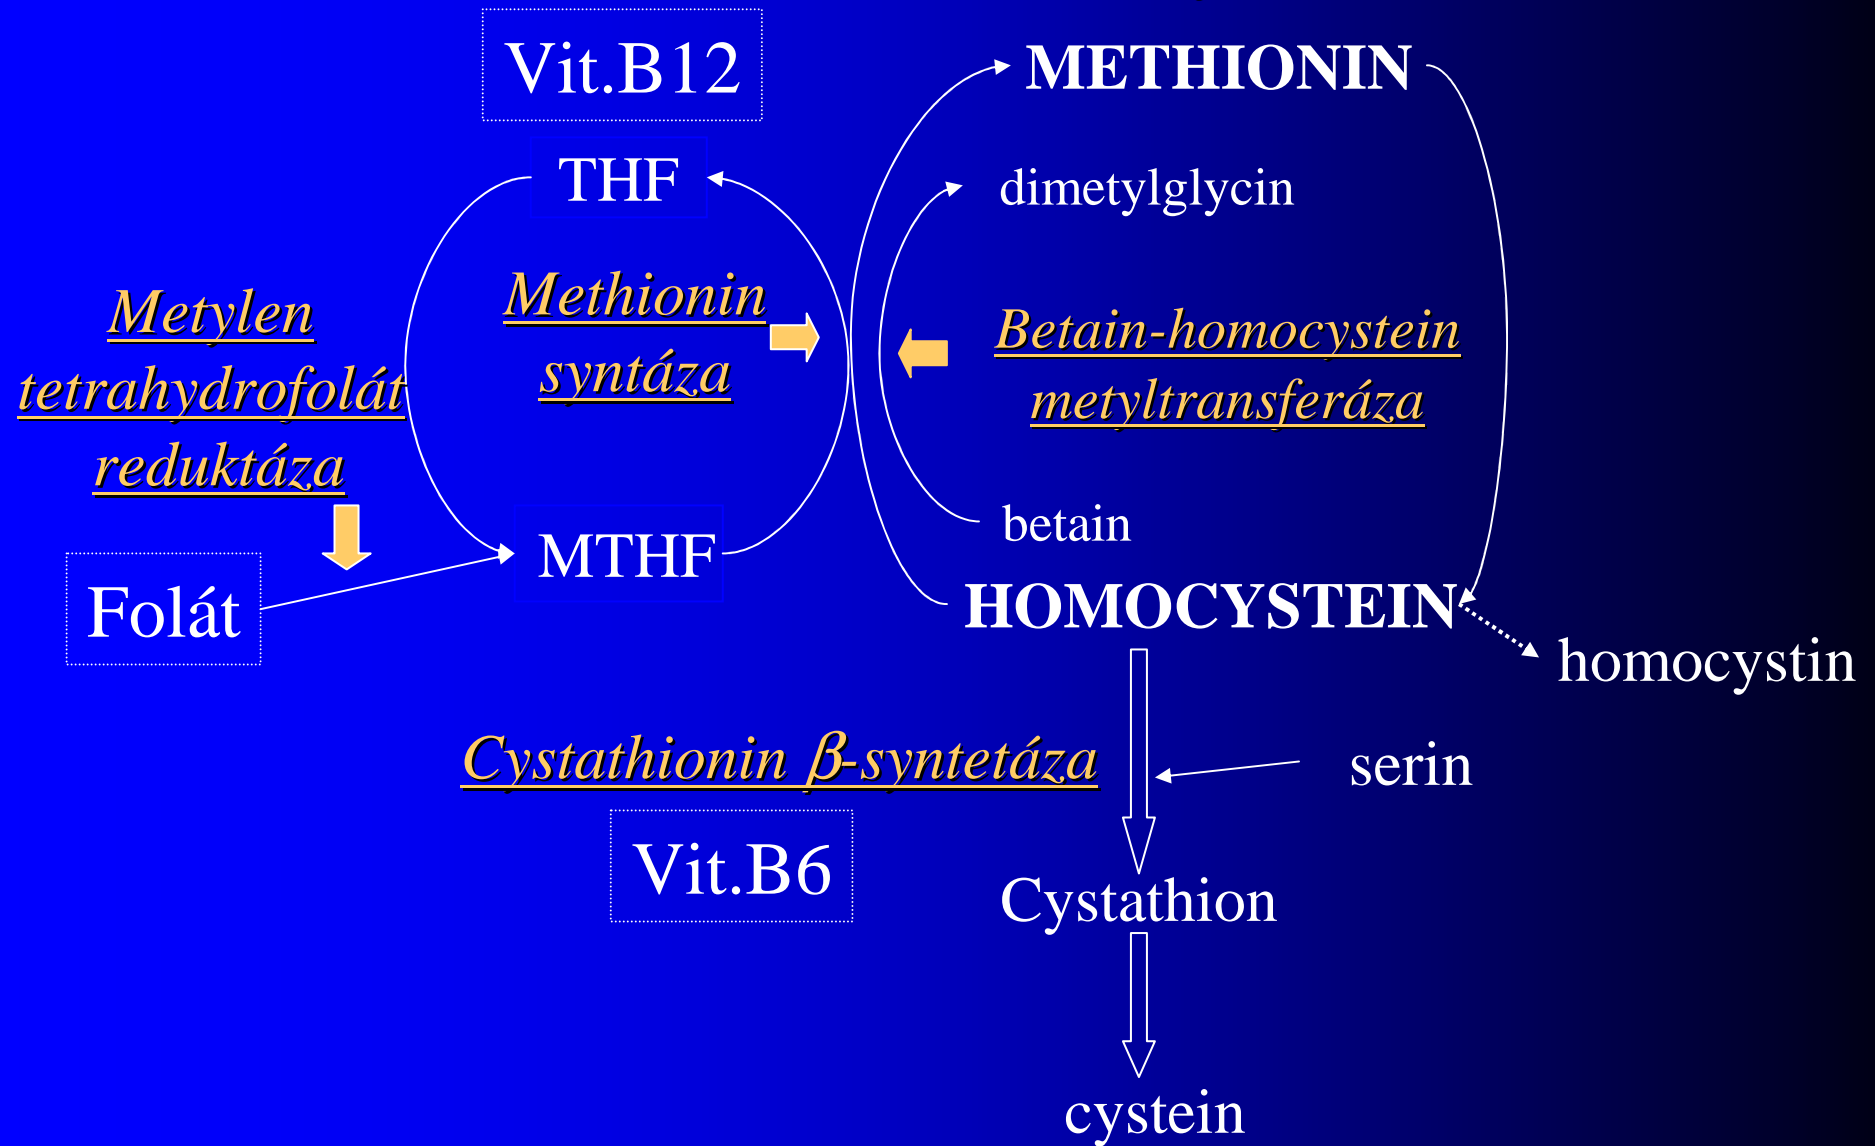 Vit.B12
METHIONIN
THF
dimetylglycin
Metylen
tetrahydrofolát
reduktáza
Methionin
syntáza
Betain-homocystein
metyltransferáza
betain
MTHF
Folát
HOMOCYSTEIN
homocystin
Cystathionin β-syntetáza
serin
Vit.B6
Cystathion
cystein